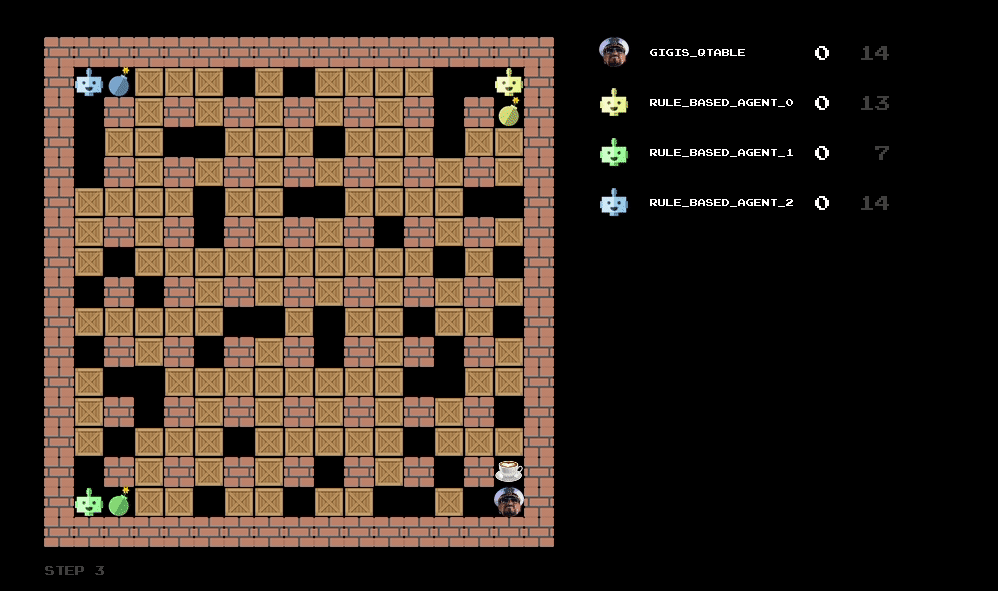 GIGIS_QTABLE 0 14
RULE_BASED_AGENT_0 0 13
RULE_BASED_AGENT_1 0 7
RULE_BASED_AGENT_2 0 14
STEP 3